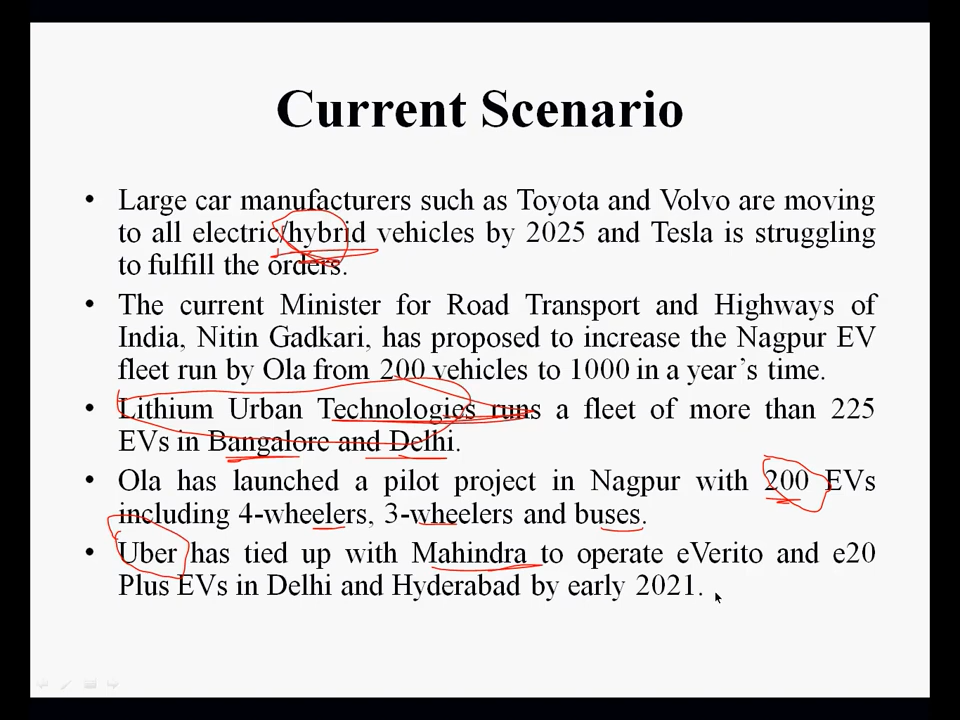 Current Scenario
• Large car manufacturers such as Toyota and Volvo are moving
to all electric/hybrid vehicles by 2025 and Tesla is struggling
to fulfill the orders.
• The current Minister for Road Transport and Highways of
India, Nitin Gadkari, has proposed to increase the Nagpur EV
fleet run by Ola from 200 vehicles to 1000 in a year's time.
• Lithium Urban Technologies runs a fleet of more than 225
EVs in Bangalore and Delhi.
• Ola has launched a pilot project in Nagpur with 200 EVs
including 4-wheelers, 3-wheelers and buses.
• Uber has tied up with Mahindra to operate eVerito and e20
Plus EVs in Delhi and Hyderabad by early 2021.